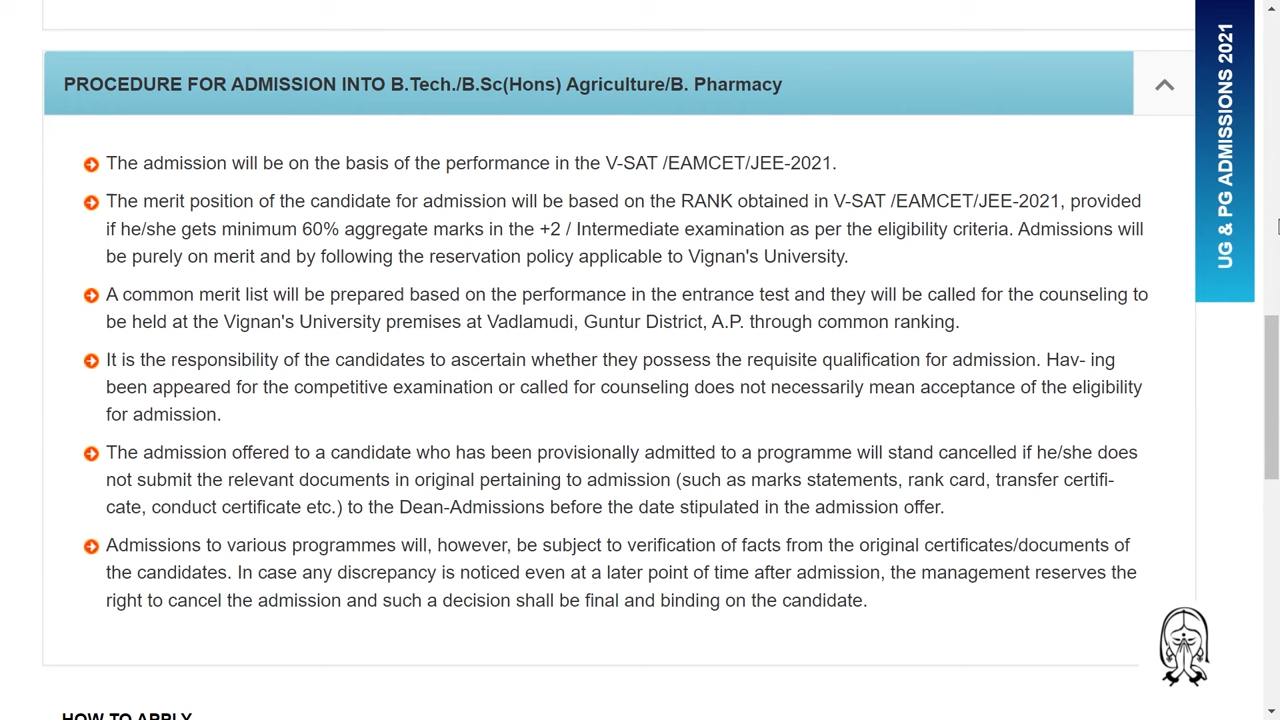 PROCEDURE FOR ADMISSION INTO B.Tech./B.Sc(Hons) Agriculture/B. Pharmacy
The admission will be on the basis of the performance in the V-SAT /EAMCET/JEE-2021.
The merit position of the candidate for admission will be based on the RANK obtained in V-SAT /EAMCET/JEE-2021, provided
if he/she gets minimum 60% aggregate marks in the +2 / Intermediate examination as per the eligibility criteria. Admissions will
be purely on merit and by following the reservation policy applicable to Vignan's University.
A common merit list will be prepared based on the performance in the entrance test and they will be called for the counseling to
be held at the Vignan's University premises at Vadlamudi, Guntur District, A.P. through common ranking.
It is the responsibility of the candidates to ascertain whether they possess the requisite qualification for admission. Hav- ing
been appeared for the competitive examination or called for counseling does not necessarily mean acceptance of the eligibility
for admission.
The admission offered to a candidate who has been provisionally admitted to a programme will stand cancelled if he/she does
not submit the relevant documents in original pertaining to admission (such as marks statements, rank card, transfer certifi-
cate, conduct certificate etc.) to the Dean-Admissions before the date stipulated in the admission offer.
Admissions to various programmes will, however, be subject to verification of facts from the original certificates/documents of
the candidates. In case any discrepancy is noticed even at a later point of time after admission, the management reserves the
right to cancel the admission and such a decision shall be final and binding on the candidate.
HOW TO APPLY
UG & PG ADMISSIONS 2021